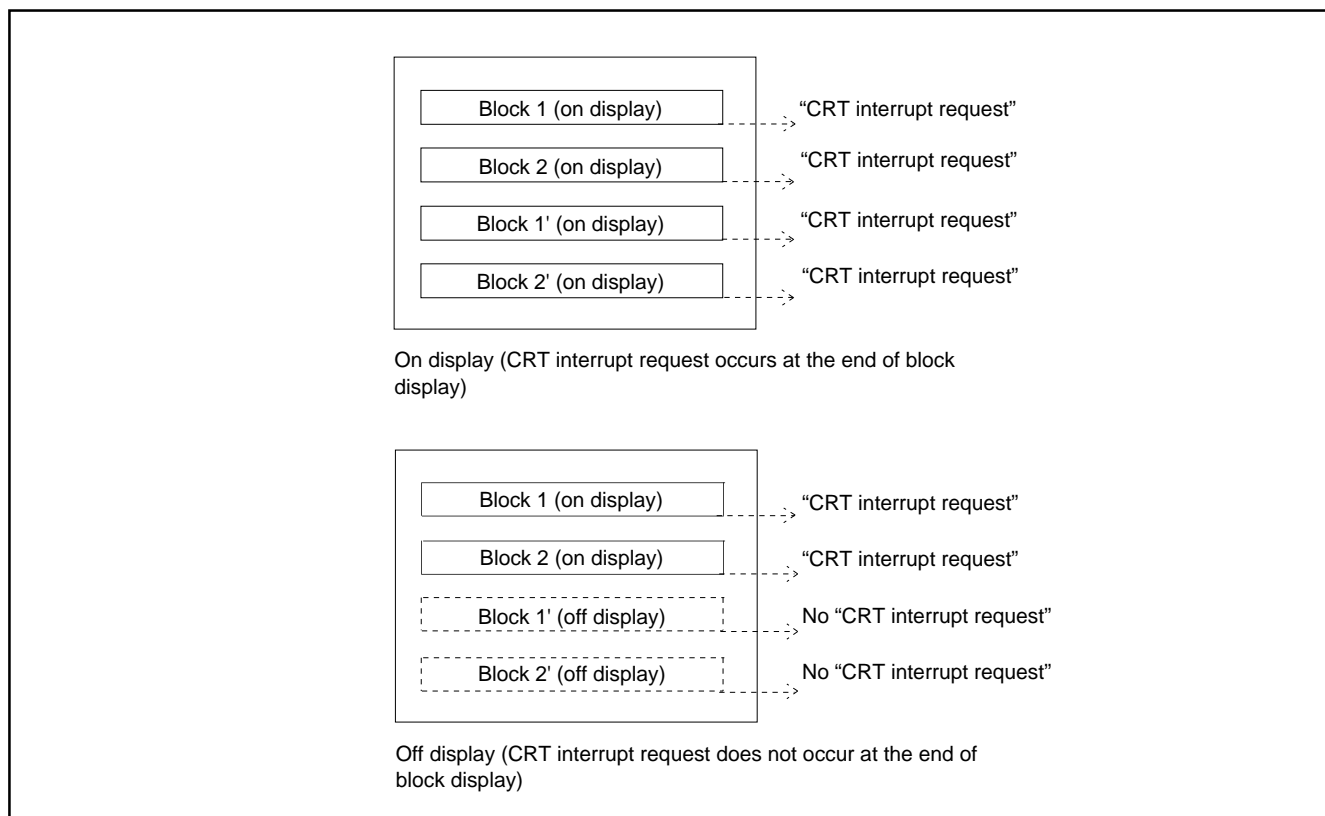 Block 1 (on display)
“CRT interrupt request”
Block 2 (on display)
“CRT interrupt request”
Block 1' (on display)
“CRT interrupt request”
Block 2' (on display)
“CRT interrupt request”
On display (CRT interrupt request occurs at the end of block
display)
Block 1 (on display)
“CRT interrupt request”
Block 2 (on display)
“CRT interrupt request”
Block 1' (off display)
No “CRT interrupt request”
Block 2' (off display)
No “CRT interrupt request”
Off display (CRT interrupt request does not occur at the end of
block display)